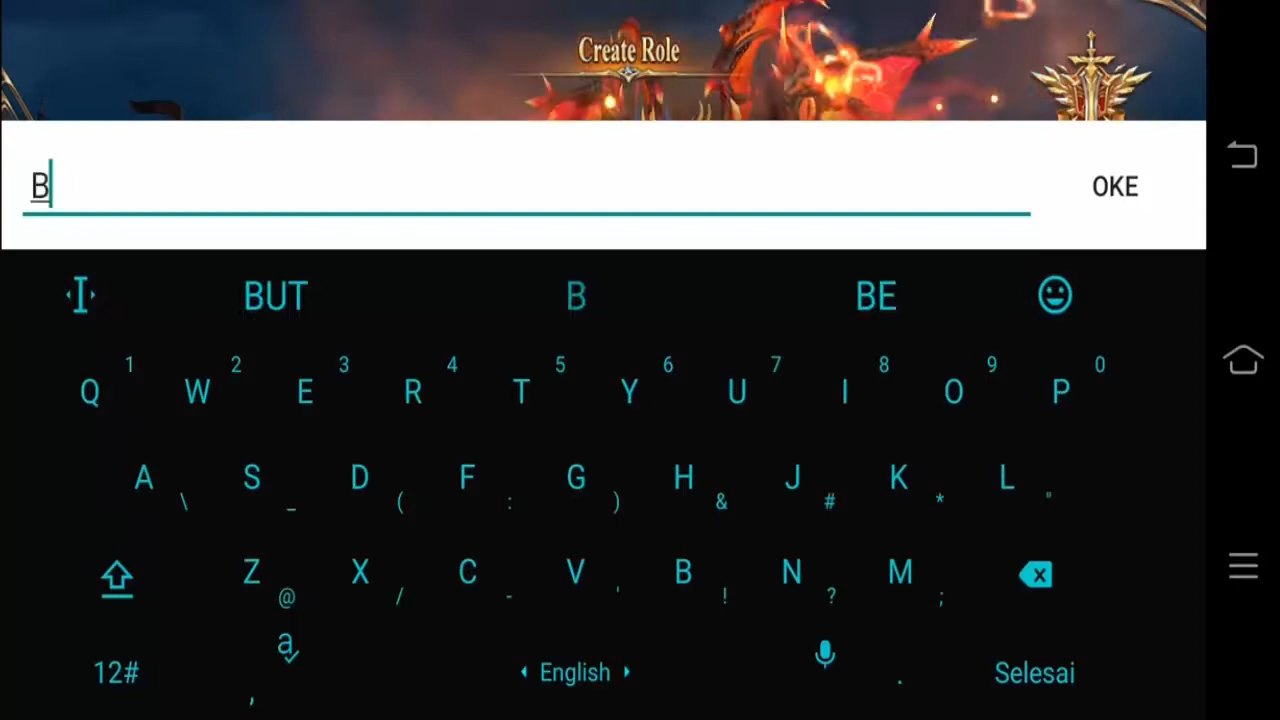 Create Role
B
OKE
BUT B BE
1 2 3 4 5 6 7 8 9 0
Q W E R T Y U I O P
A S D F G H J K L
\ _ ( : ) & # * "
Z X C V B N M
@ / - ' ! ? ;
a
12# , English . Selesai